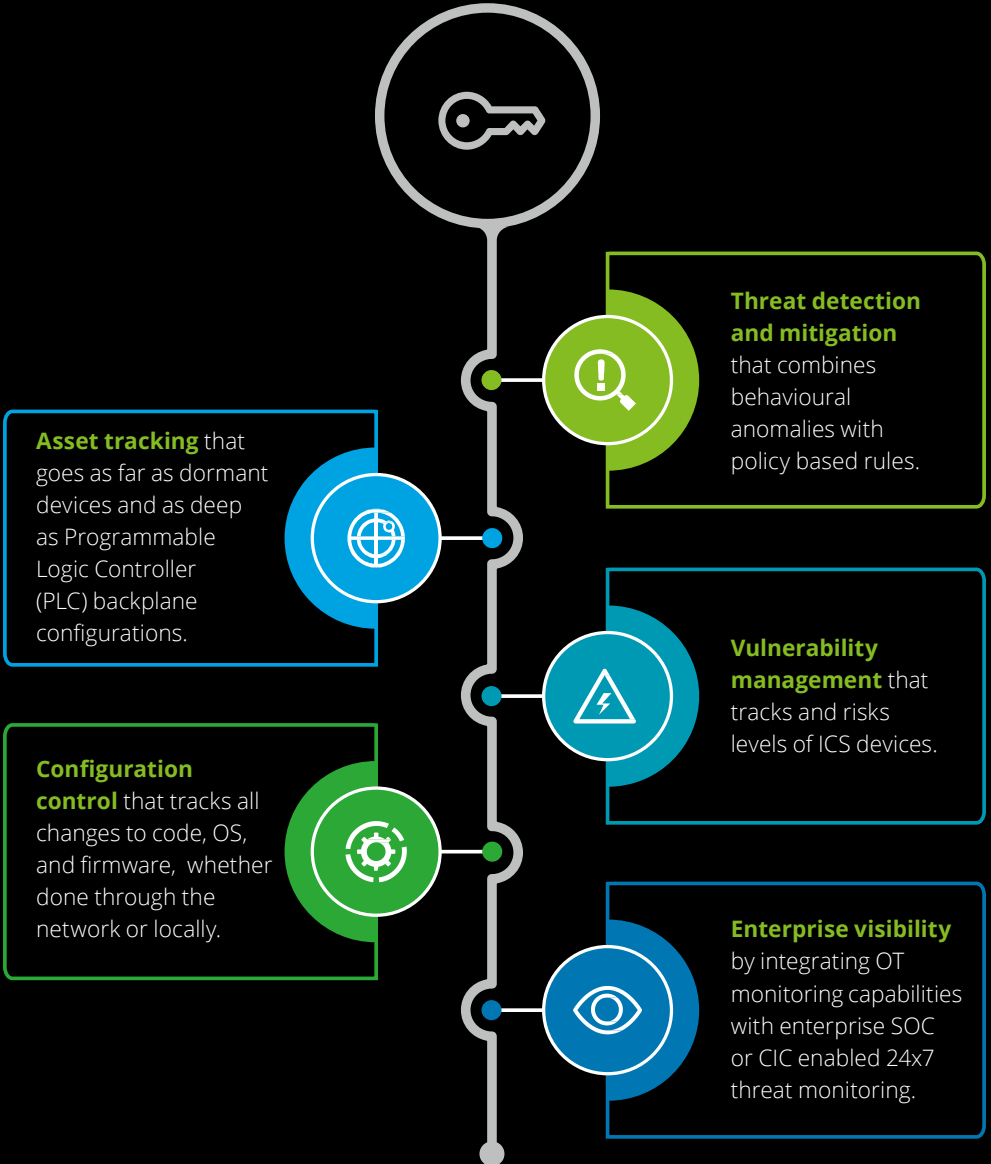 Threat detection
and mitigation
that combines
behavioural
anomalies with
policy based rules.
Asset tracking that
goes as far as dormant
devices and as deep
as Programmable
Logic Controller
(PLC) backplane
configurations.
Vulnerability
management that
tracks and risks
levels of ICS devices.
Configuration
control that tracks all
changes to code, OS,
and firmware,  whether
done through the
network or locally.
Enterprise visibility
by integrating OT
monitoring capabilities
with enterprise SOC
or CIC enabled 24x7
threat monitoring.